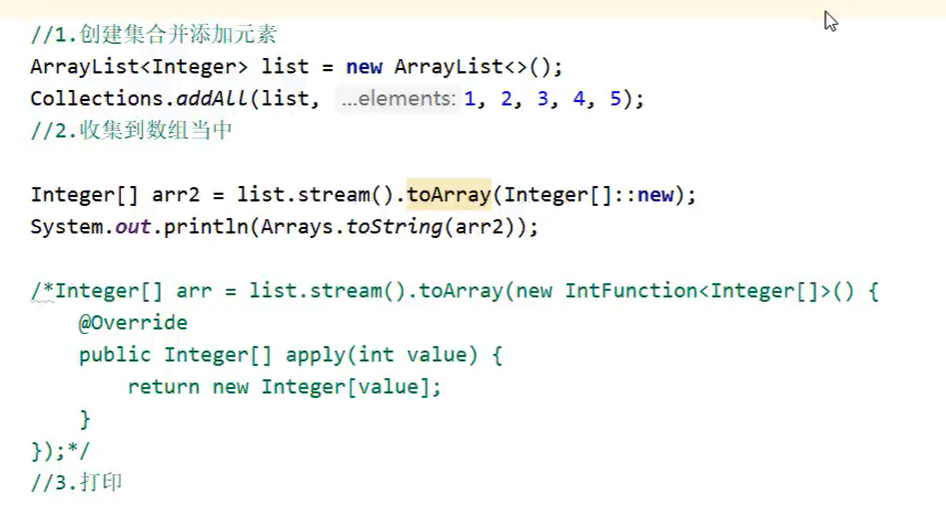 //1.创建集合并添加元素
ArrayList<Integer> list = new ArrayList<>();
Collections.addAll(list, ...elements: 1, 2, 3, 4, 5);
//2.收集到数组当中
Integer[] arr2 = list.stream().toArray(Integer[]::new);
System.out.println(Arrays.toString(arr2));
/*Integer[] arr = list.stream().toArray(new IntFunction<Integer[]>() {
@Override
public Integer[] apply(int value) {
return new Integer[value];
}
});*/
//3.打印